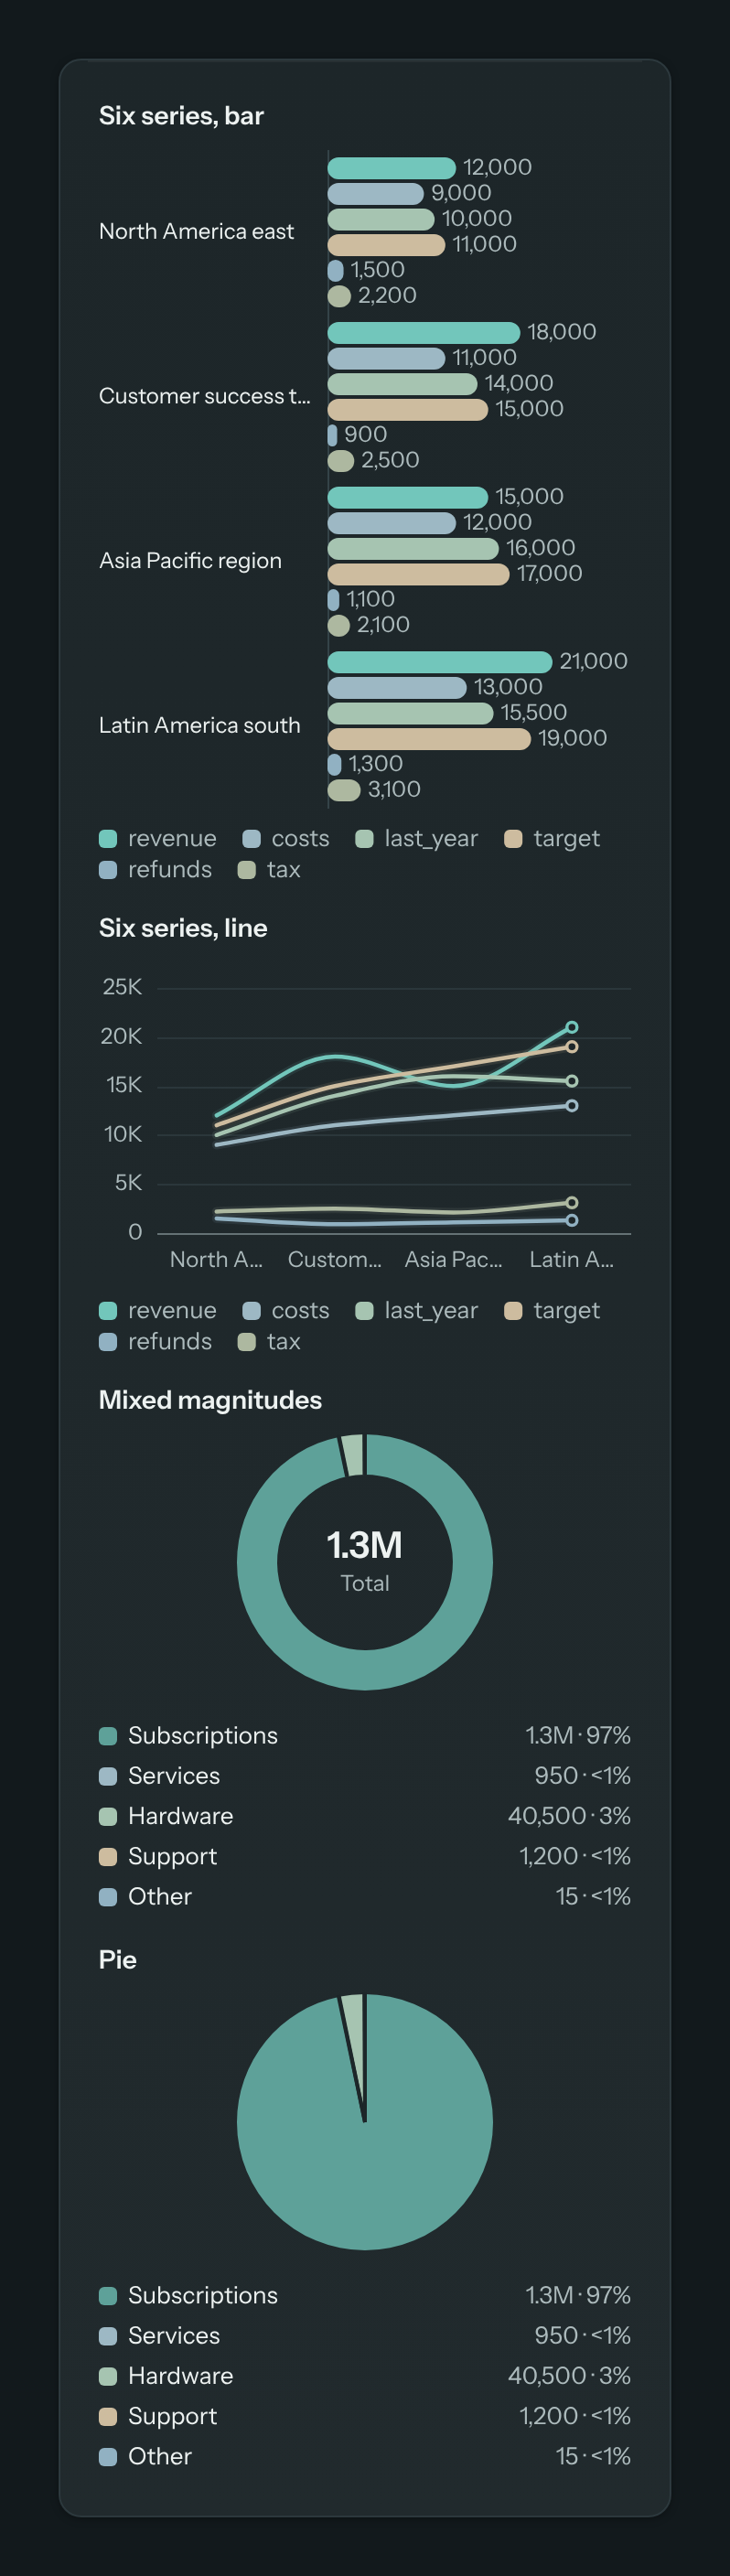 Six series, bar
12,000
9,000
10,000
North America east
11,000
1,500
2,200
18,000
11,000
14,000
Customer success t...
15,000
900
2,500
15,000
12,000
16,000
Asia Pacific region
17,000
1,100
2,100
21,000
13,000
15,500
Latin America south
19,000
1,300
3,100
revenue costs last_year target
refunds tax
Six series, line
25K
20K
15K
10K
5K
0
North A... Custom... Asia Pac... Latin A...
revenue costs last_year target
refunds tax
Mixed magnitudes
1.3M
Total
Subscriptions 1.3M · 97%
Services 950 · <1%
Hardware 40,500 · 3%
Support 1,200 · <1%
Other 15 · <1%
Pie
Subscriptions 1.3M · 97%
Services 950 · <1%
Hardware 40,500 · 3%
Support 1,200 · <1%
Other 15 · <1%